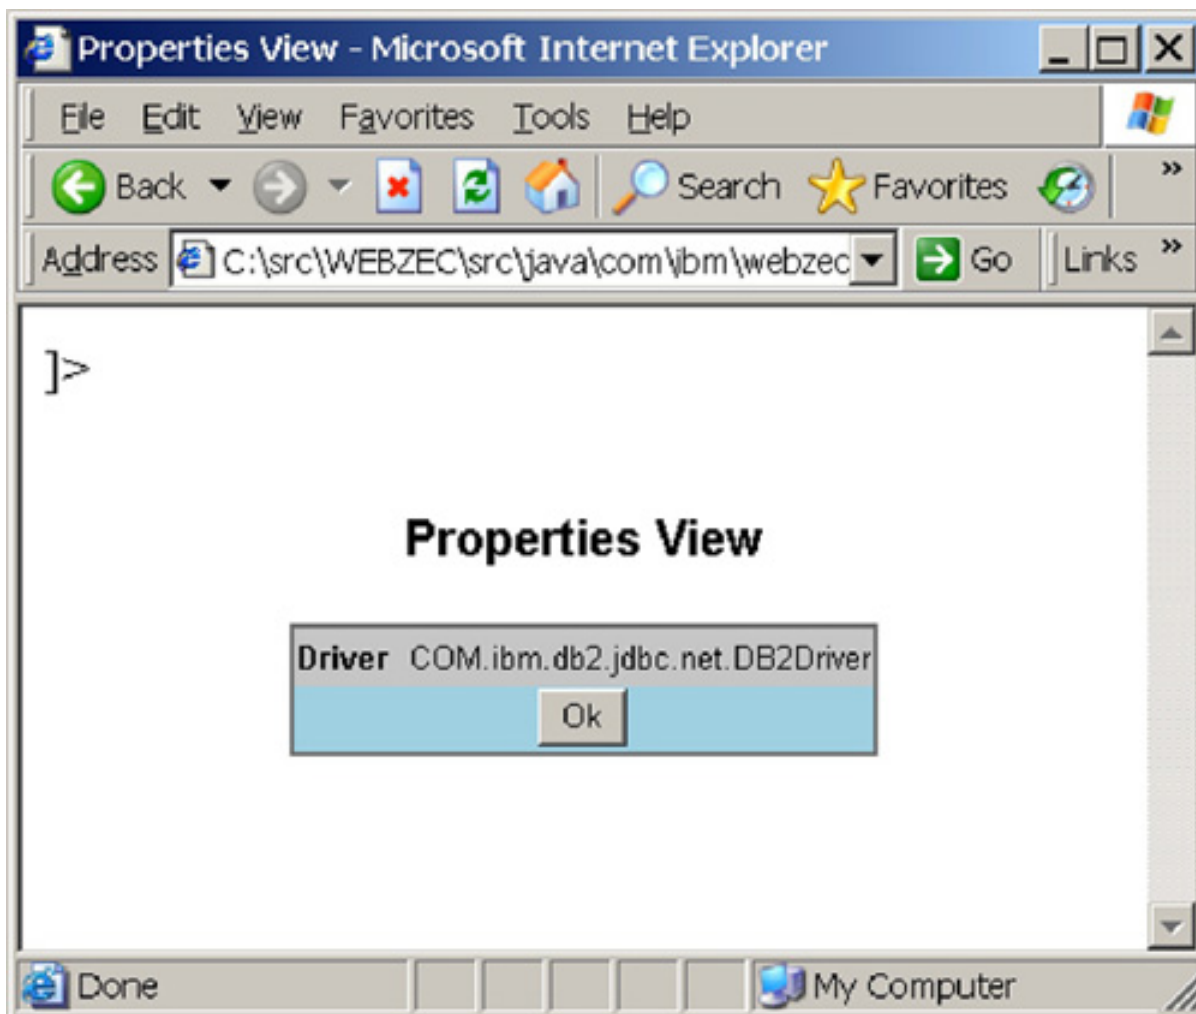 Properties View - Microsoft Internet Explorer
File Edit View Favorites Tools Help
Back Search Favorites »
Address C:\src\WEBZEC\src\java\com\ibm\webzec Go Links »
]>
Properties View
Driver COM.ibm.db2.jdbc.net.DB2Driver
Ok
Done My Computer